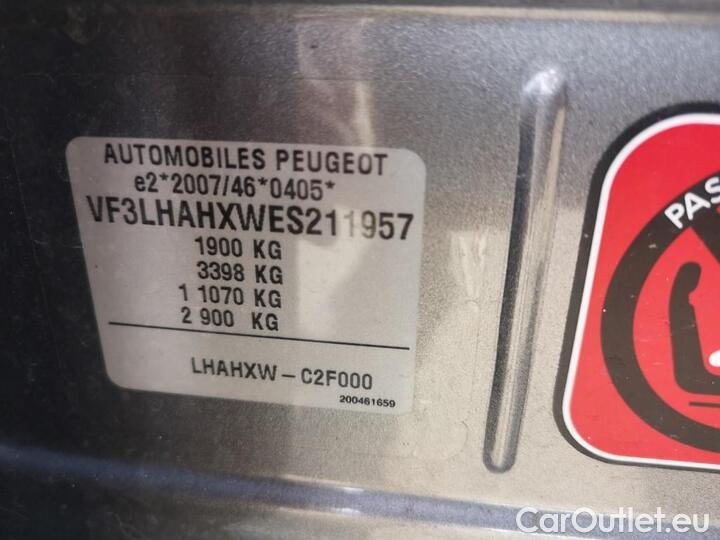 AUTOMOBILES PEUGEOT
e2*2007/46*0405*
VF3LHAHXWES211957
1900 KG
3398 KG
1 1070 KG
2 900 KG
LHAHXW-C2F000
200461659
PAS
CarOutlet.eu